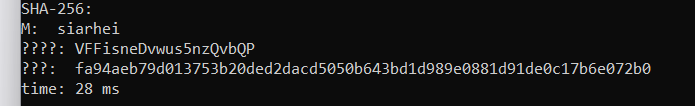 SHA-256:
M:  siarhei
????: VFFisneDvwus5nzQvbQP
???:  fa94aeb79d013753b20ded2dacd5050b643bd1d989e0881d91de0c17b6e072b0
time: 28 ms